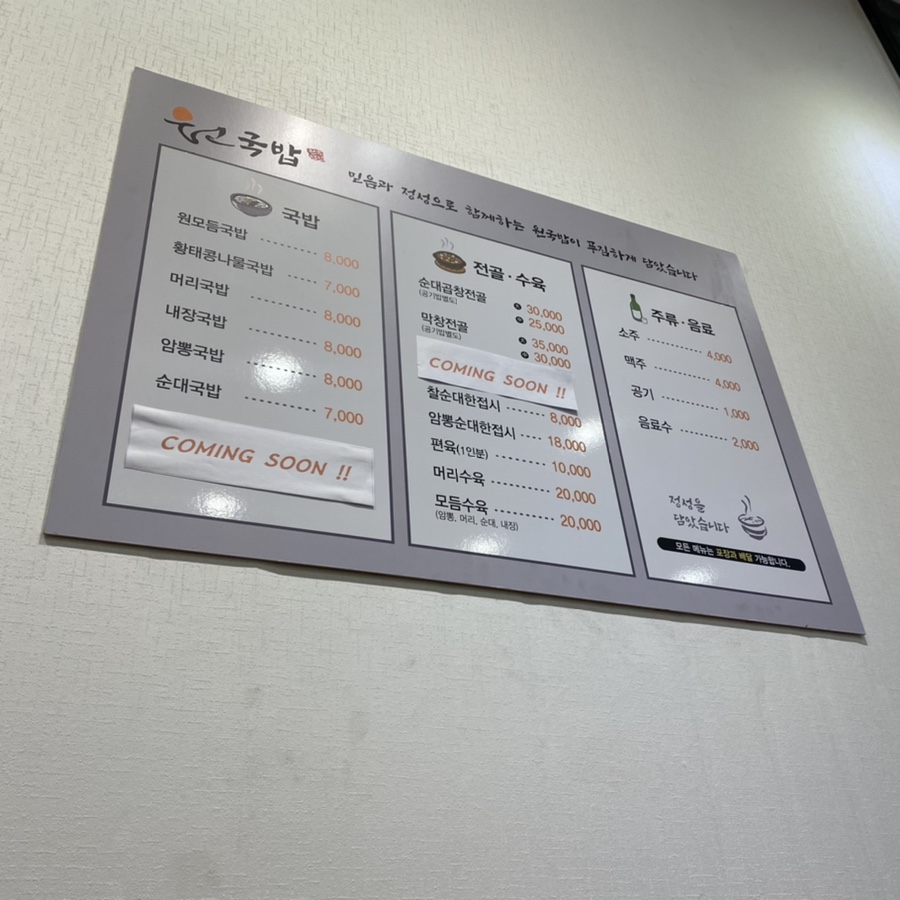 원국밥
믿음과 정성으로 함께하는 원국밥이 푸짐하게 담았습니다
국밥
원모듬국밥 8,000
황태콩나물국밥 7,000
머리국밥 8,000
내장국밥 8,000
암뽕국밥 8,000
순대국밥 7,000
COMING SOON !!
전골·수육
순대곱창전골 30,000
(공기밥별도) 25,000
막창전골 35,000
(공기밥별도) 30,000
COMING SOON !!
찰순대한접시 8,000
암뽕순대한접시 18,000
편육(1인분) 10,000
머리수육 20,000
모듬수육 20,000
(암뽕, 머리, 순대, 내장)
주류·음료
소주 4,000
맥주 4,000
공기 1,000
음료수 2,000
정성을
담았습니다
모든 메뉴는 포장과 배달 가능합니다.